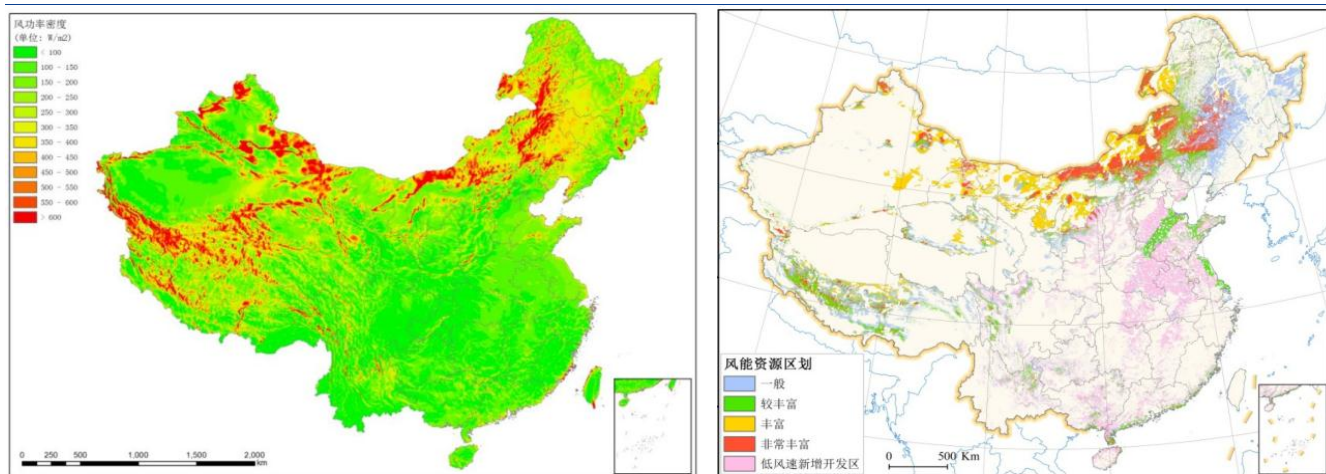 风功率密度
(单位: W/m2)
< 100
100 - 150
150 - 200
200 - 250
250 - 300
300 - 350
350 - 400
400 - 450
450 - 500
500 - 550
550 - 600
> 600
0 250 500 1,000 1,500 2,000
km
风能资源区划
一般
较丰富
丰富
非常丰富
低风速新增开发区
0 500 Km